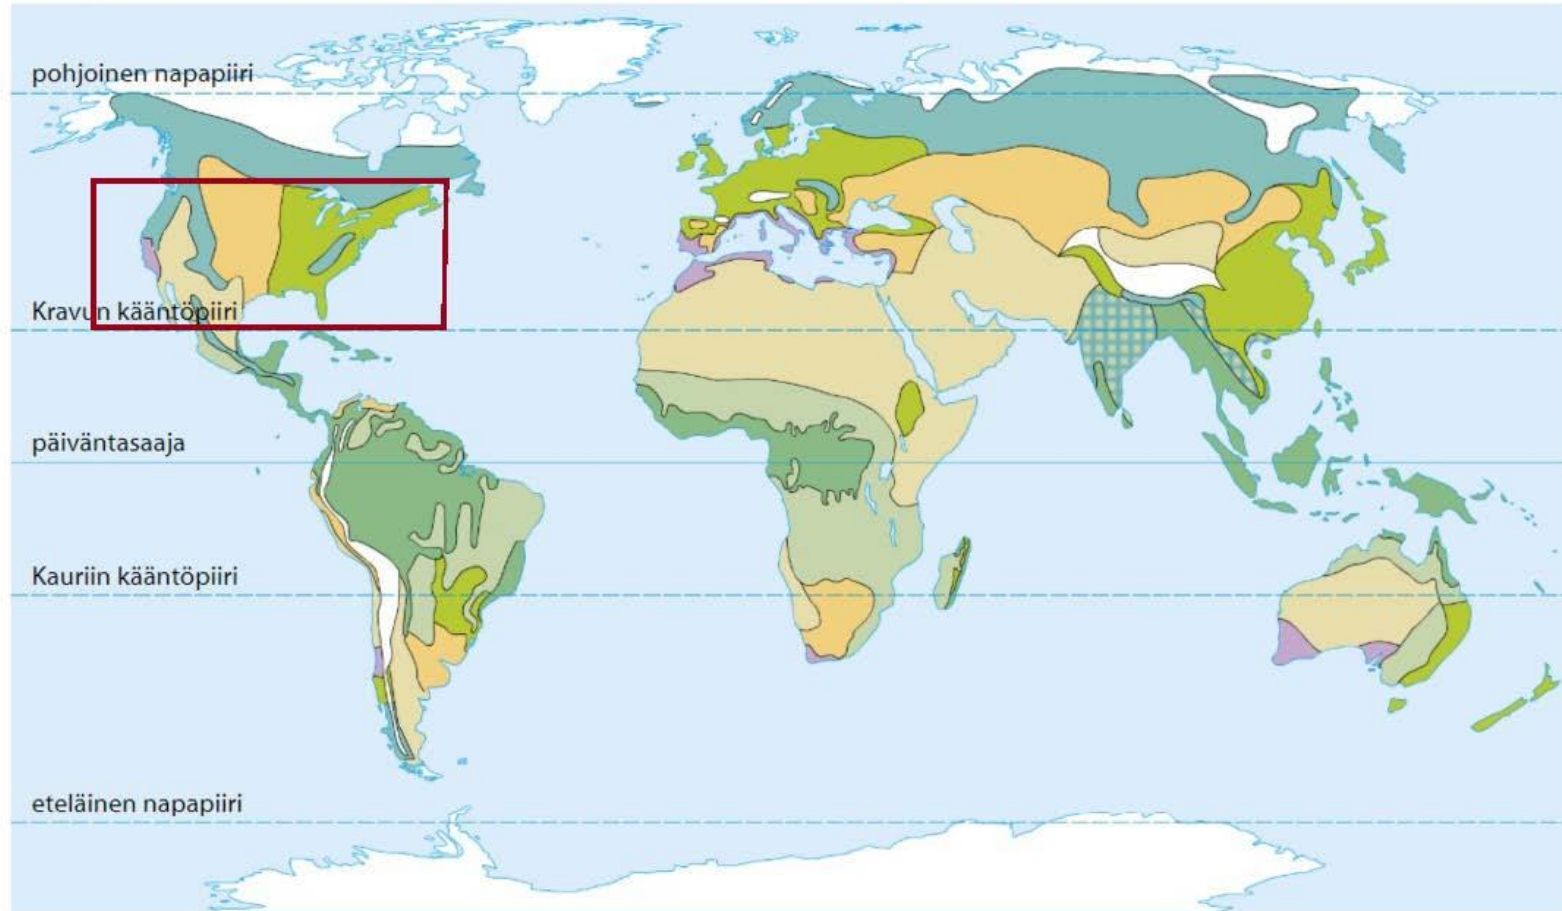 pohjoinen napapiiri
Kravun kääntöpiiri
päiväntasaaja
Kauriin kääntöpiiri
eteläinen napapiiri